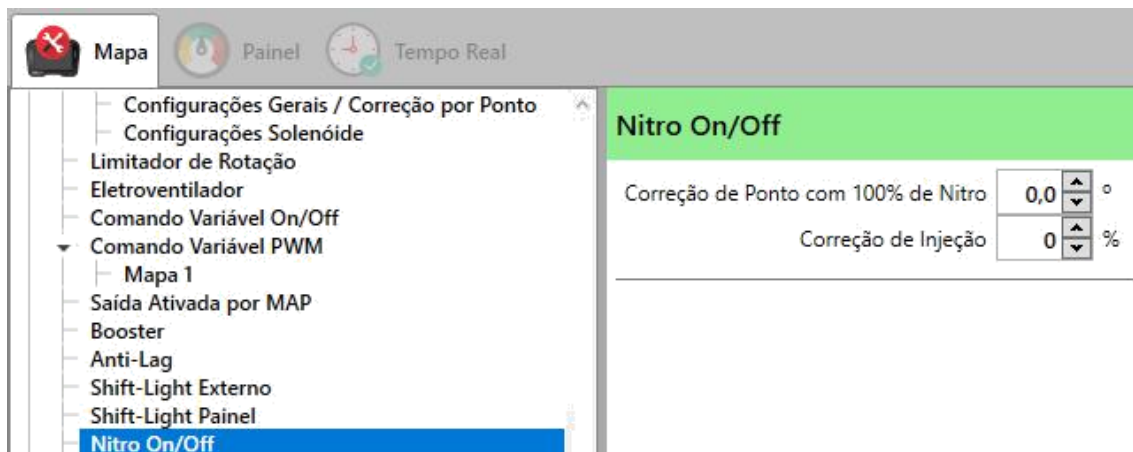 Mapa
Painel
Tempo Real
Configurações Gerais / Correção por Ponto
Configurações Solenóide
Limitador de Rotação
Eletroventilador
Comando Variável On/Off
Comando Variável PWM
Mapa 1
Saída Ativada por MAP
Booster
Anti-Lag
Shift-Light Externo
Shift-Light Painel
Nitro On/Off
Nitro On/Off
Correção de Ponto com 100% de Nitro 0,0 º
Correção de Injeção 0 %